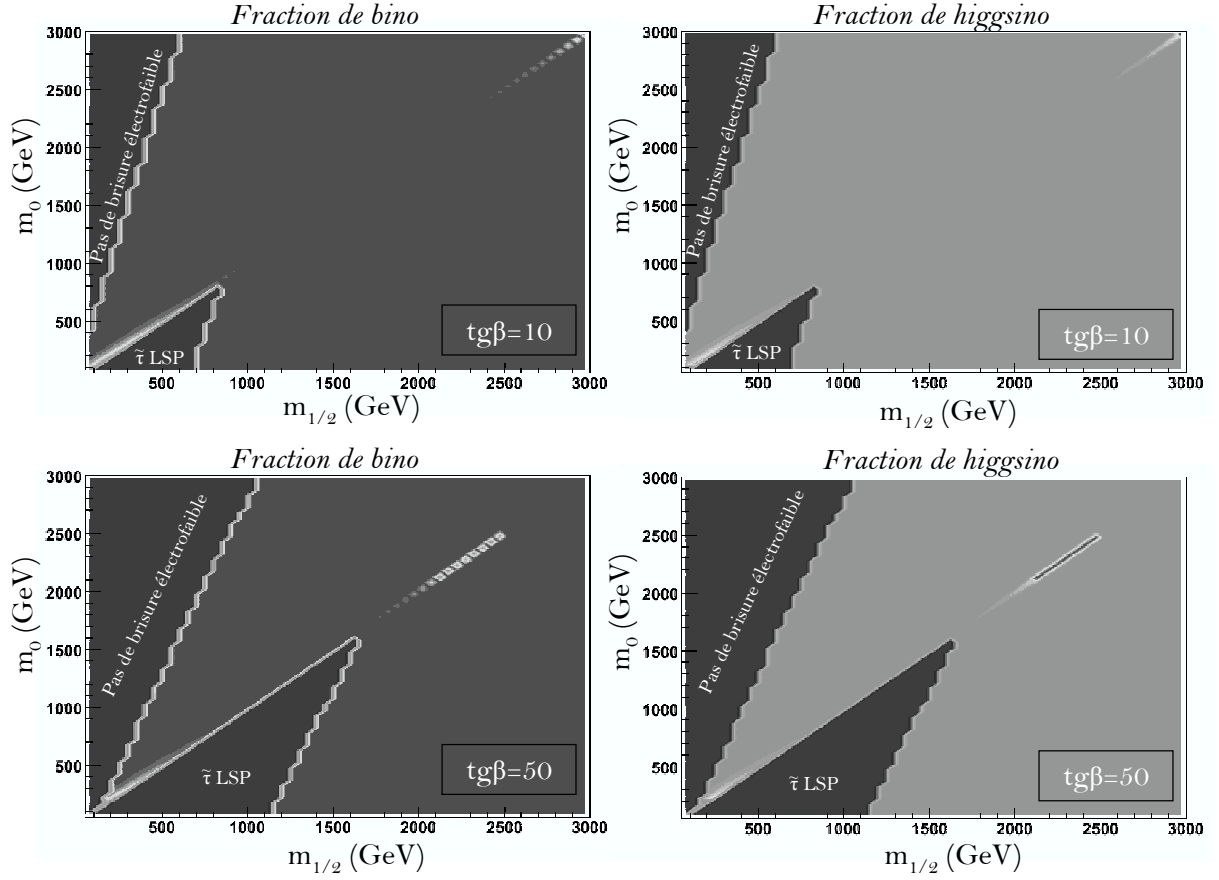 Fraction de bino
Fraction de higgsino
m₀ (GeV)
3000
2500
2000
1500
1000
500
Pas de brisure électrofaible
τ̃ LSP
tgβ=10
500
1000
1500
2000
2500
3000
m₁/₂ (GeV)
m₀ (GeV)
3000
2500
2000
1500
1000
500
Pas de brisure électrofaible
τ̃ LSP
tgβ=10
500
1000
1500
2000
2500
3000
m₁/₂ (GeV)
Fraction de bino
Fraction de higgsino
m₀ (GeV)
3000
2500
2000
1500
1000
500
Pas de brisure électrofaible
τ̃ LSP
tgβ=50
500
1000
1500
2000
2500
3000
m₁/₂ (GeV)
m₀ (GeV)
3000
2500
2000
1500
1000
500
Pas de brisure électrofaible
τ̃ LSP
tgβ=50
500
1000
1500
2000
2500
3000
m₁/₂ (GeV)